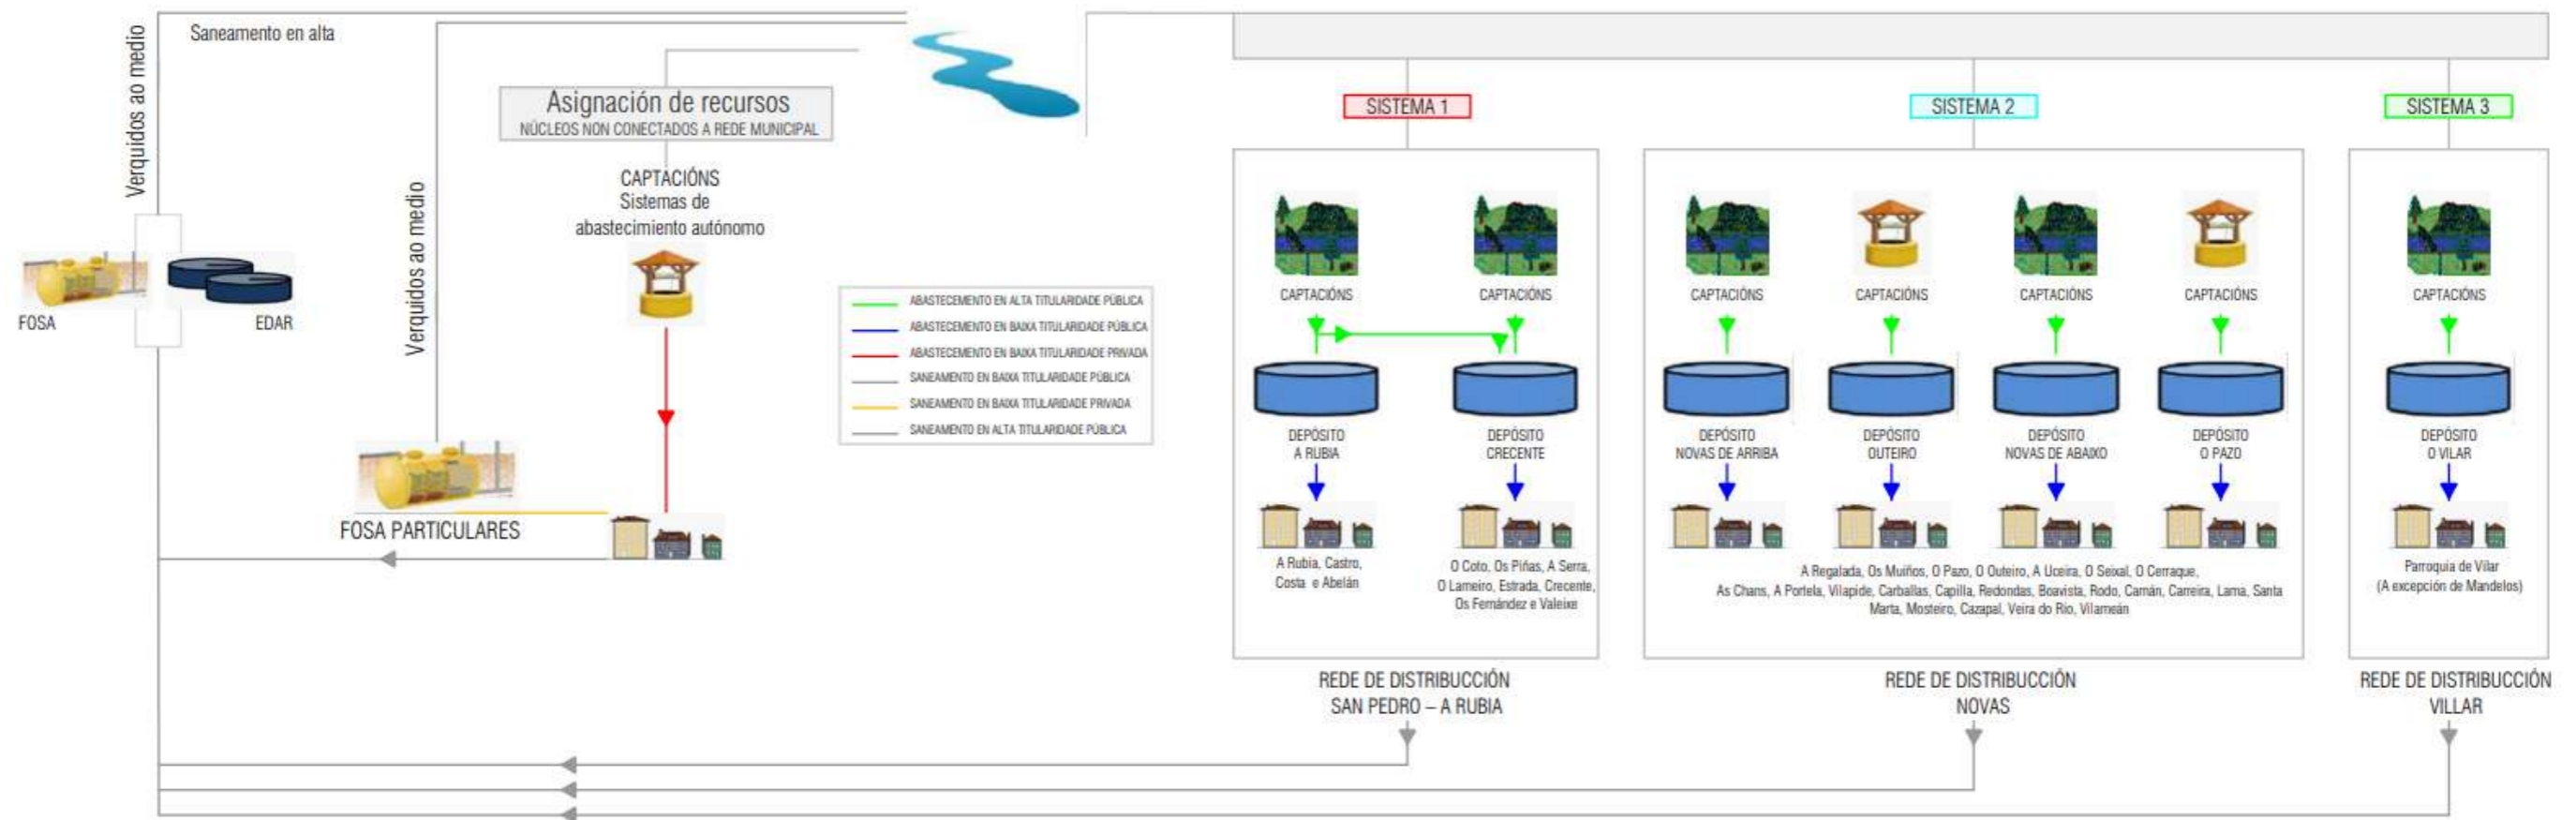 Saneamento en alta
Verquidos ao medio
FOSA
EDAR
Verquidos ao medio
Asignación de recursos
NÚCLEOS NON CONECTADOS A REDE MUNICIPAL
CAPTACIÓNS
Sistemas de
abastecimiento autónomo
FOSA PARTICULARES
ABASTECEMENTO EN ALTA TITULARIDADE PÚBLICA
ABASTECEMENTO EN BAIXA TITULARIDADE PÚBLICA
ABASTECEMENTO EN BAIXA TITULARIDADE PRIVADA
SANEAMENTO EN BAIXA TITULARIDADE PÚBLICA
SANEAMENTO EN BAIXA TITULARIDADE PRIVADA
SANEAMENTO EN ALTA TITULARIDADE PÚBLICA
SISTEMA 1
CAPTACIÓNS
CAPTACIÓNS
DEPÓSITO
A RUBIA
DEPÓSITO
CRECENTE
A Rubia, Castro,
Costa e Abelán
O Coto, Os Piñas, A Serra,
O Lameiro, Estrada, Crecente,
Os Fernández e Valeixe
REDE DE DISTRIBUCCIÓN
SAN PEDRO – A RUBIA
SISTEMA 2
CAPTACIÓNS
CAPTACIÓNS
CAPTACIÓNS
CAPTACIÓNS
DEPÓSITO
NOVAS DE ARRIBA
DEPÓSITO
OUTEIRO
DEPÓSITO
NOVAS DE ABAIXO
DEPÓSITO
O PAZO
A Regalada, Os Muiños, O Pazo, O Outeiro, A Uceira, O Seixal, O Cerraque,
As Chans, A Portela, Vilapide, Carballas, Capilla, Redondas, Boavista, Rodo, Camán, Carreira, Lama, Santa
Marta, Mosteiro, Cazapal, Veira do Rio, Vilameán
REDE DE DISTRIBUCCIÓN
NOVAS
SISTEMA 3
CAPTACIÓNS
DEPÓSITO
O VILAR
Parroquia de Vilar
(A excepción de Mandelos)
REDE DE DISTRIBUCCIÓN
VILLAR